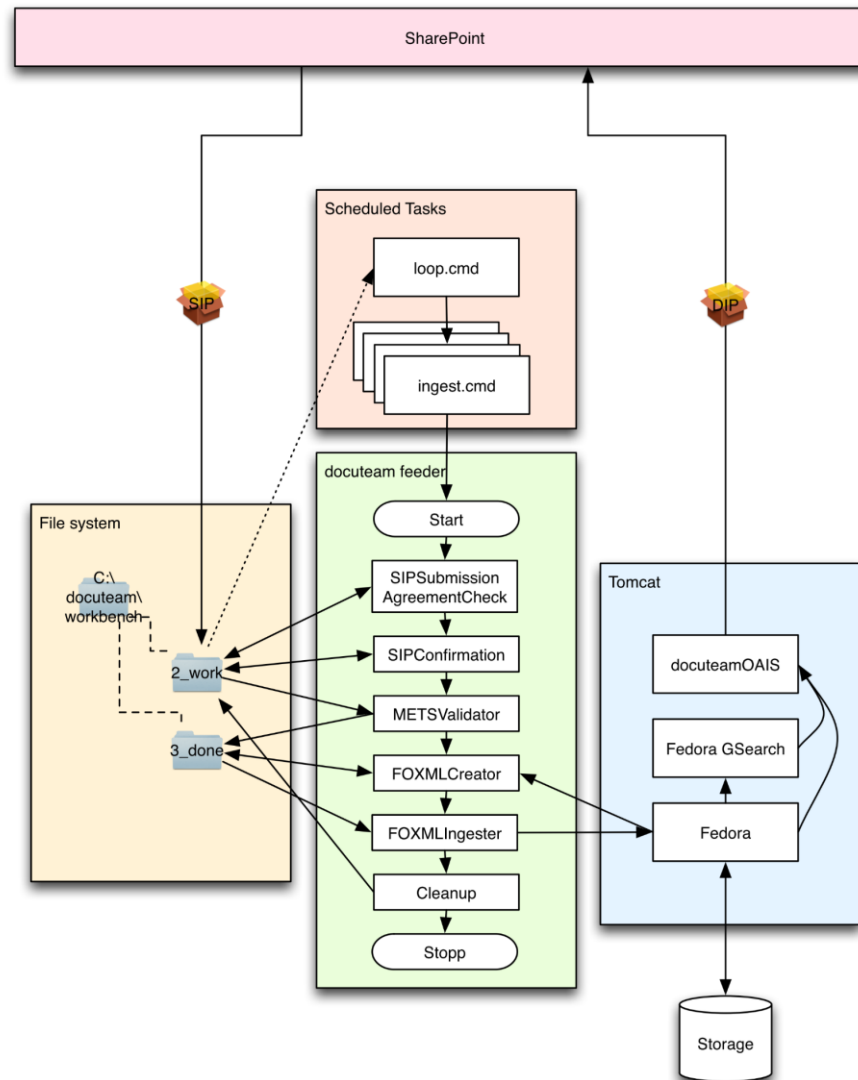 SharePoint
Scheduled Tasks
loop.cmd
SIP
DIP
ingest.cmd
docuteam feeder
Start
File system
C:\
docuteam\
workbench
SIPSubmission
AgreementCheck
Tomcat
SIPConfirmation
docuteamOAIS
2_work
METSValidator
3_done
Fedora GSearch
FOXMLCreator
FOXMLIngester
Fedora
Cleanup
Stopp
Storage